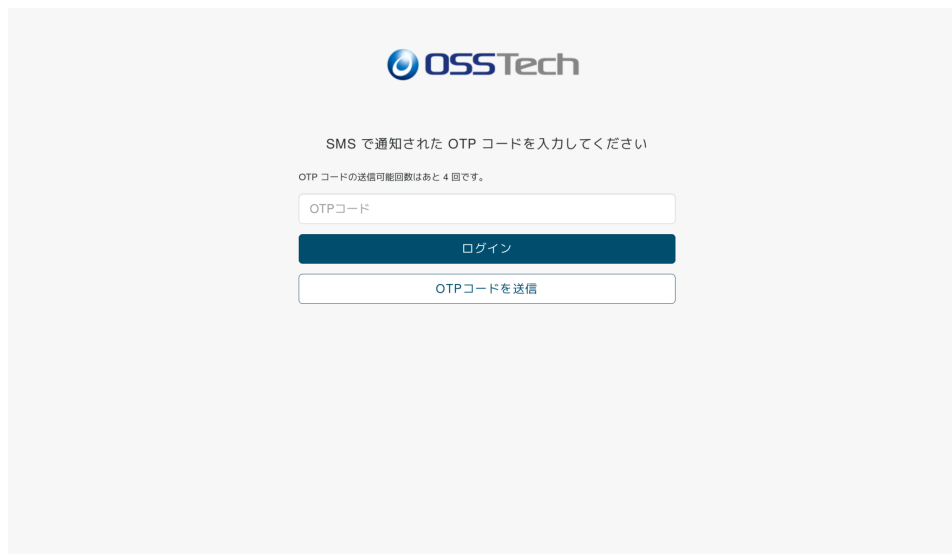 OSSTech
SMS で通知された OTP コードを入力してください
OTP コードの送信可能回数はあと 4 回です。
OTPコード
ログイン
OTPコードを送信